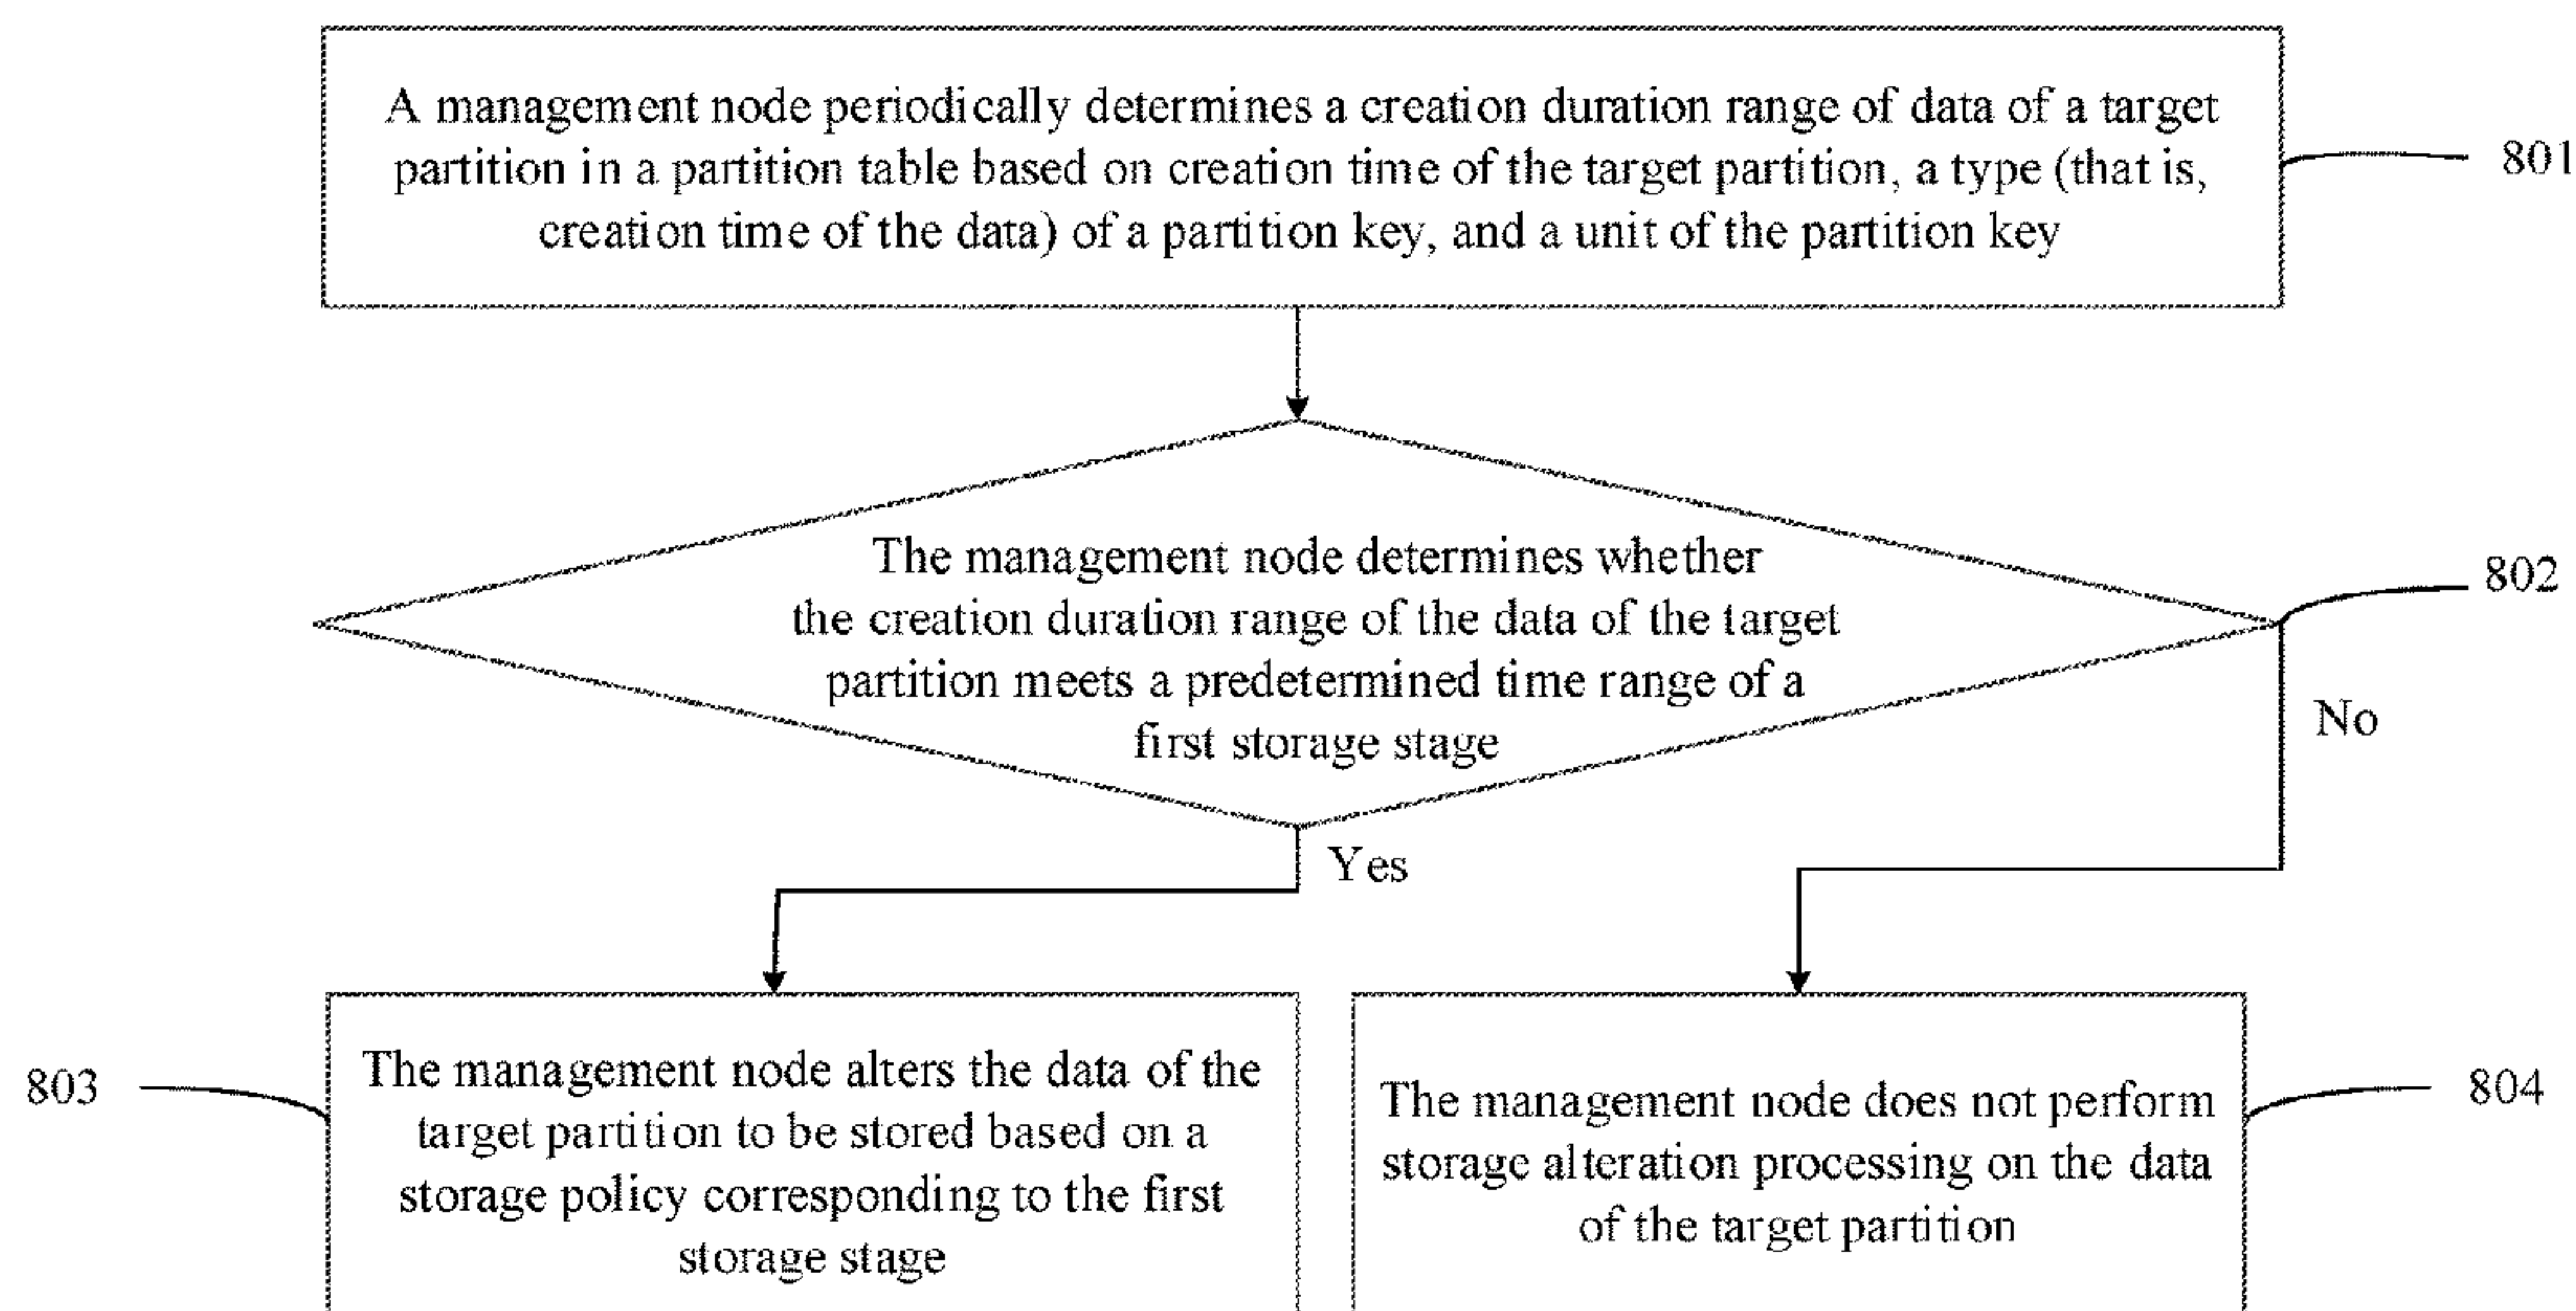 A management node periodically determines a creation duration range of data of a target
partition in a partition table based on creation time of the target partition, a type (that is,
creation time of the data) of a partition key, and a unit of the partition key
801
The management node determines whether
the creation duration range of the data of the target
partition meets a predetermined time range of a
first storage stage
802
No
Yes
803
The management node alters the data of the
target partition to be stored based on a
storage policy corresponding to the first
storage stage
The management node does not perform
storage alteration processing on the data
of the target partition
804